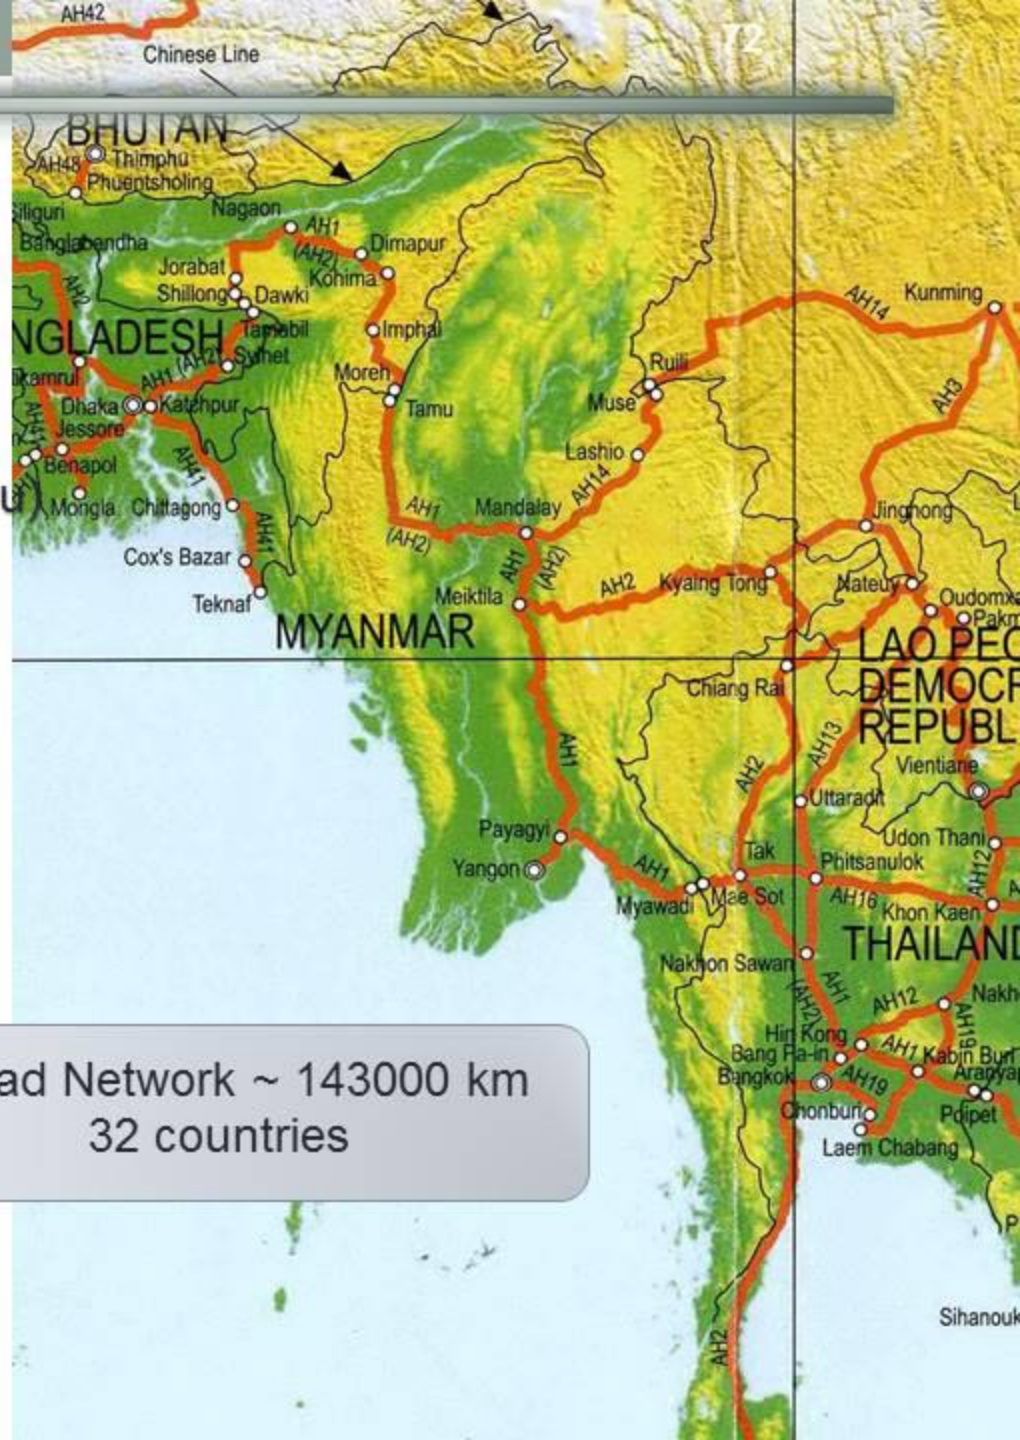 AH42
72
Chinese Line
BHUTAN
AH48
Thimphu
Phuentsholing
Siliguri
Nagaon
AH1
(AH2)
Dimapur
Banglabandha
AH2
Jorabat
Kohima
Shillong
Dawki
Kunming
AH14
NGLADESH
Tamabil
Imphal
AH1 (AH2)
Sylhet
Moreh
Ruili
AH3
Dhaka
Katchpur
Tamu
Muse
AH41
Jessore
Lashio
Benapol
AH41
AH14
u)
Mongla
Chittagong
AH1
(AH2)
Mandalay
Jinghong
AH41
Cox's Bazar
AH1
(AH2)
Teknaf
Meiktila
AH2
Kyaing Tong
Nateuy
Oudomxa
Pakm
MYANMAR
LAO PEO
DEMOCR
REPUBL
Chiang Rai
AH1
AH2
AH13
Vientiane
Uttaradit
Payagyi
Yangon
AH1
Tak
Phitsanulok
Udon Thani
AH12
Myawadi
Mae Sot
AH16
Khon Kaen
THAILAND
Nakhon Sawan
AH1
(AH2)
AH12
Nakh
Hin Kong
AH1
AH19
Bang Pa-in
Kabin Buri
Bangkok
AH19
Aranyap
Chonburi
Poipet
Laem Chabang
ad Network ~ 143000 km
32 countries
P
Sihanouk
AH2